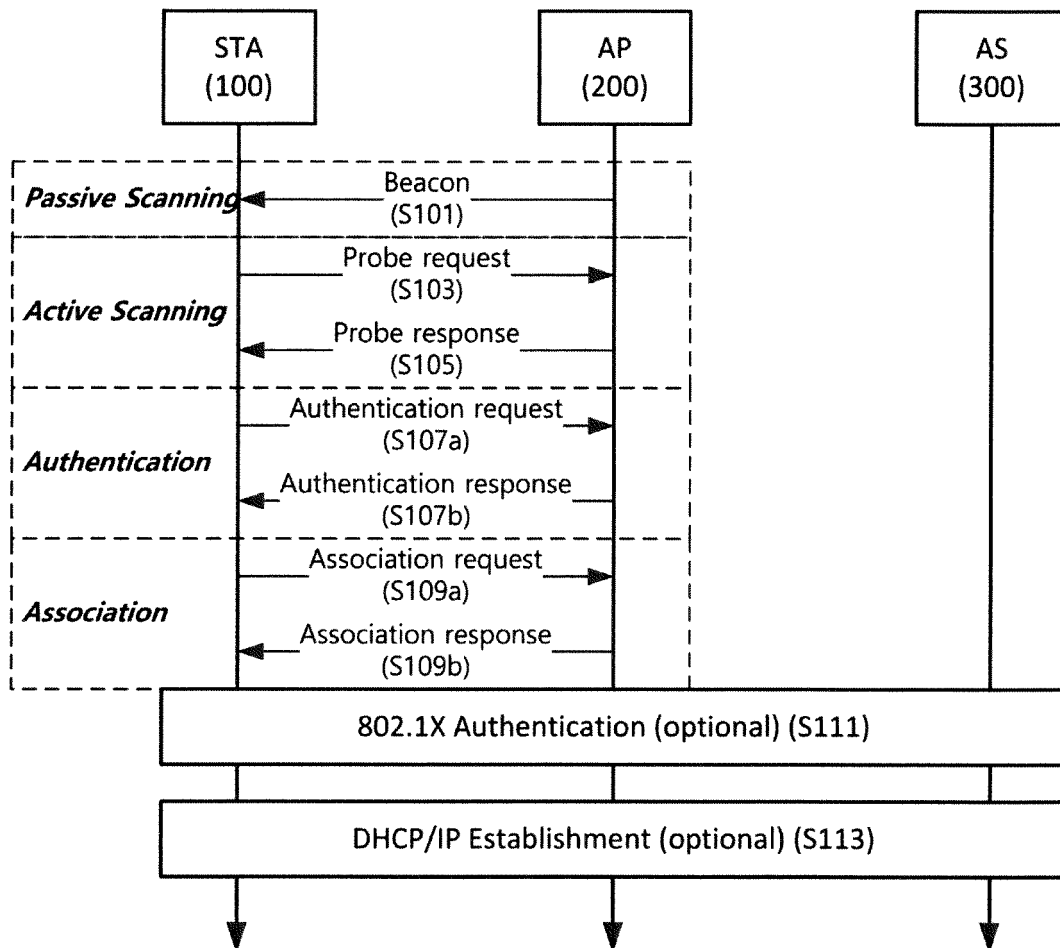 STA
(100)
AP
(200)
AS
(300)
Passive Scanning
Beacon
(S101)
Active Scanning
Probe request
(S103)
Probe response
(S105)
Authentication
Authentication request
(S107a)
Authentication response
(S107b)
Association
Association request
(S109a)
Association response
(S109b)
802.1X Authentication (optional) (S111)
DHCP/IP Establishment (optional) (S113)